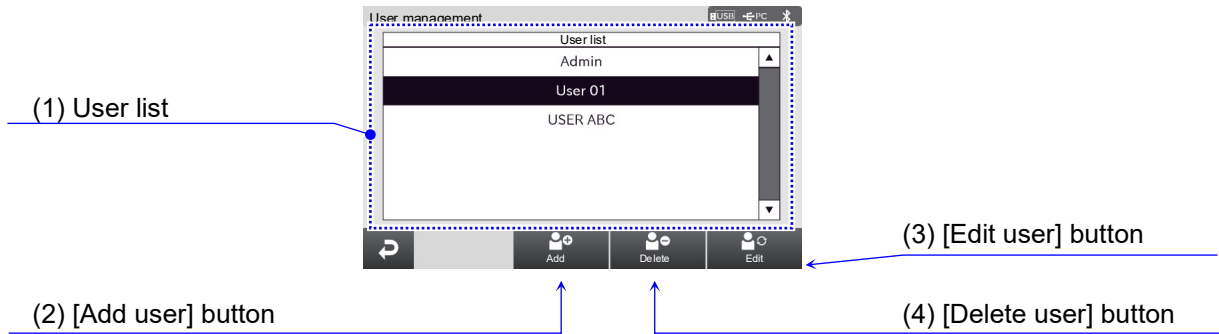 User management
USB PC
User list
Admin
User 01
USER ABC
(1) User list
Add
Delete
Edit
(3) [Edit user] button
(2) [Add user] button
(4) [Delete user] button